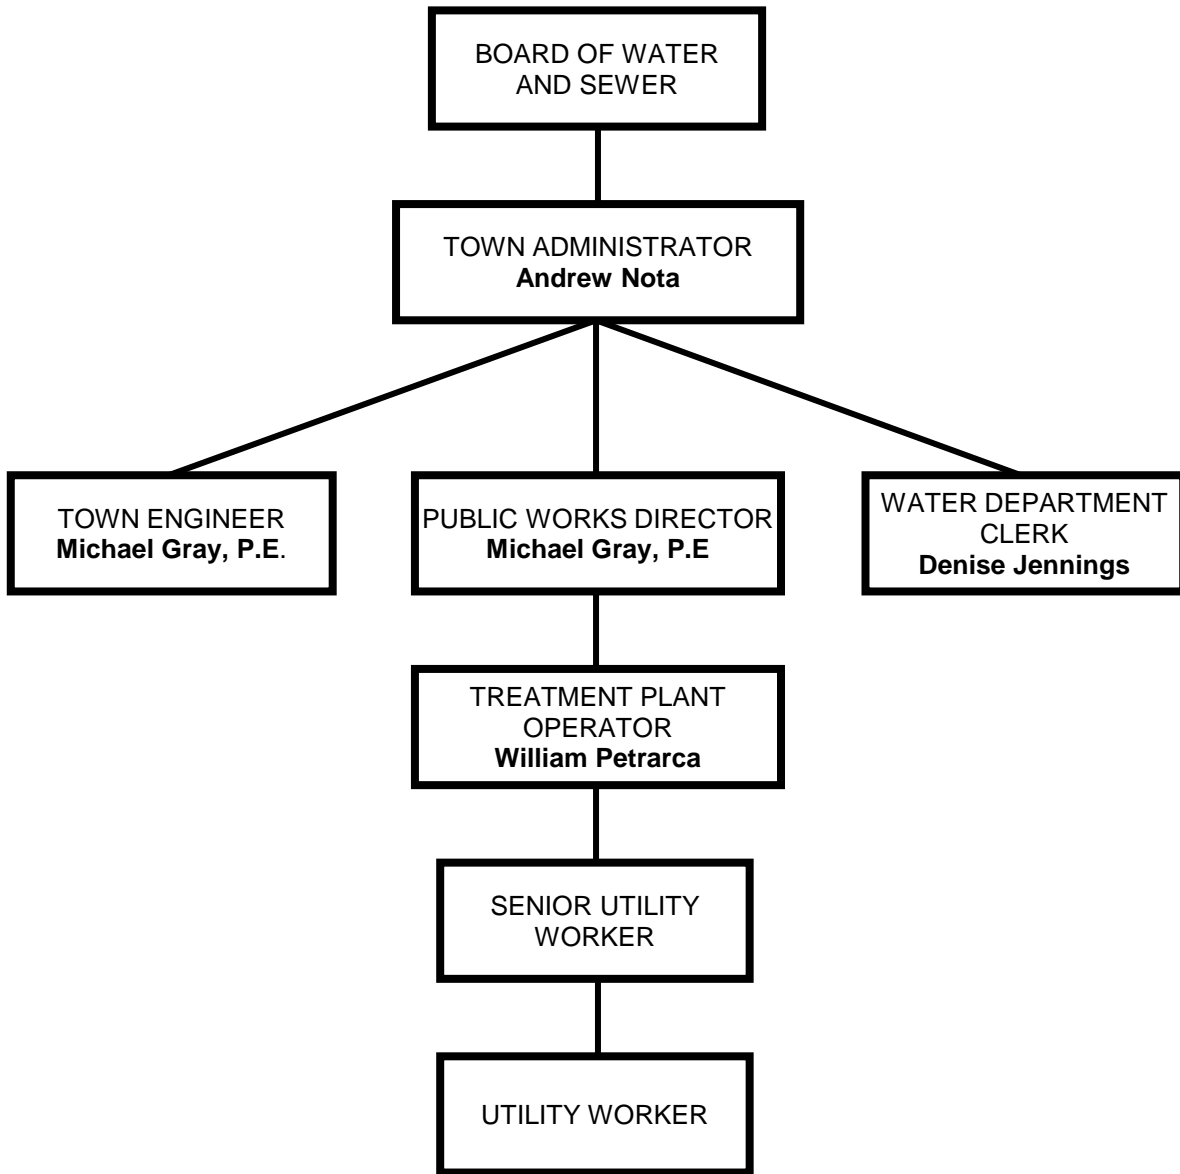 BOARD OF WATER
AND SEWER
TOWN ADMINISTRATOR
Andrew Nota
TOWN ENGINEER
Michael Gray, P.E.
PUBLIC WORKS DIRECTOR
Michael Gray, P.E
WATER DEPARTMENT
CLERK
Denise Jennings
TREATMENT PLANT
OPERATOR
William Petrarca
SENIOR UTILITY
WORKER
UTILITY WORKER